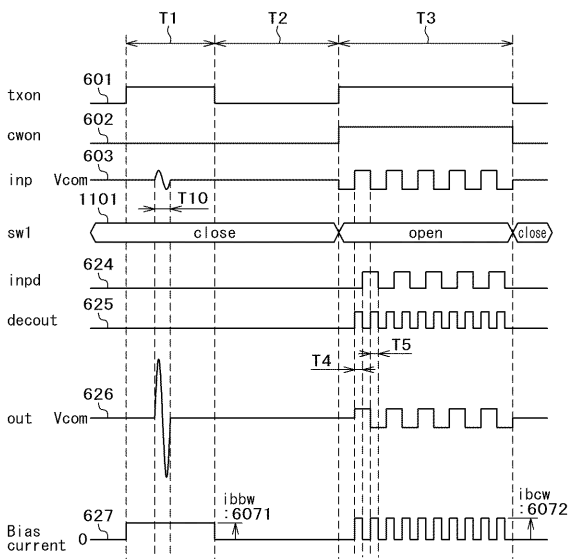 T1 T2 T3
601
txon
602
cwon
603
inp Vcom
1101 T10
sw1 close open close
624
inpd
625
decout
T4 T5
626
out Vcom
ibbw :6071
ibcw :6072
627
Bias current 0